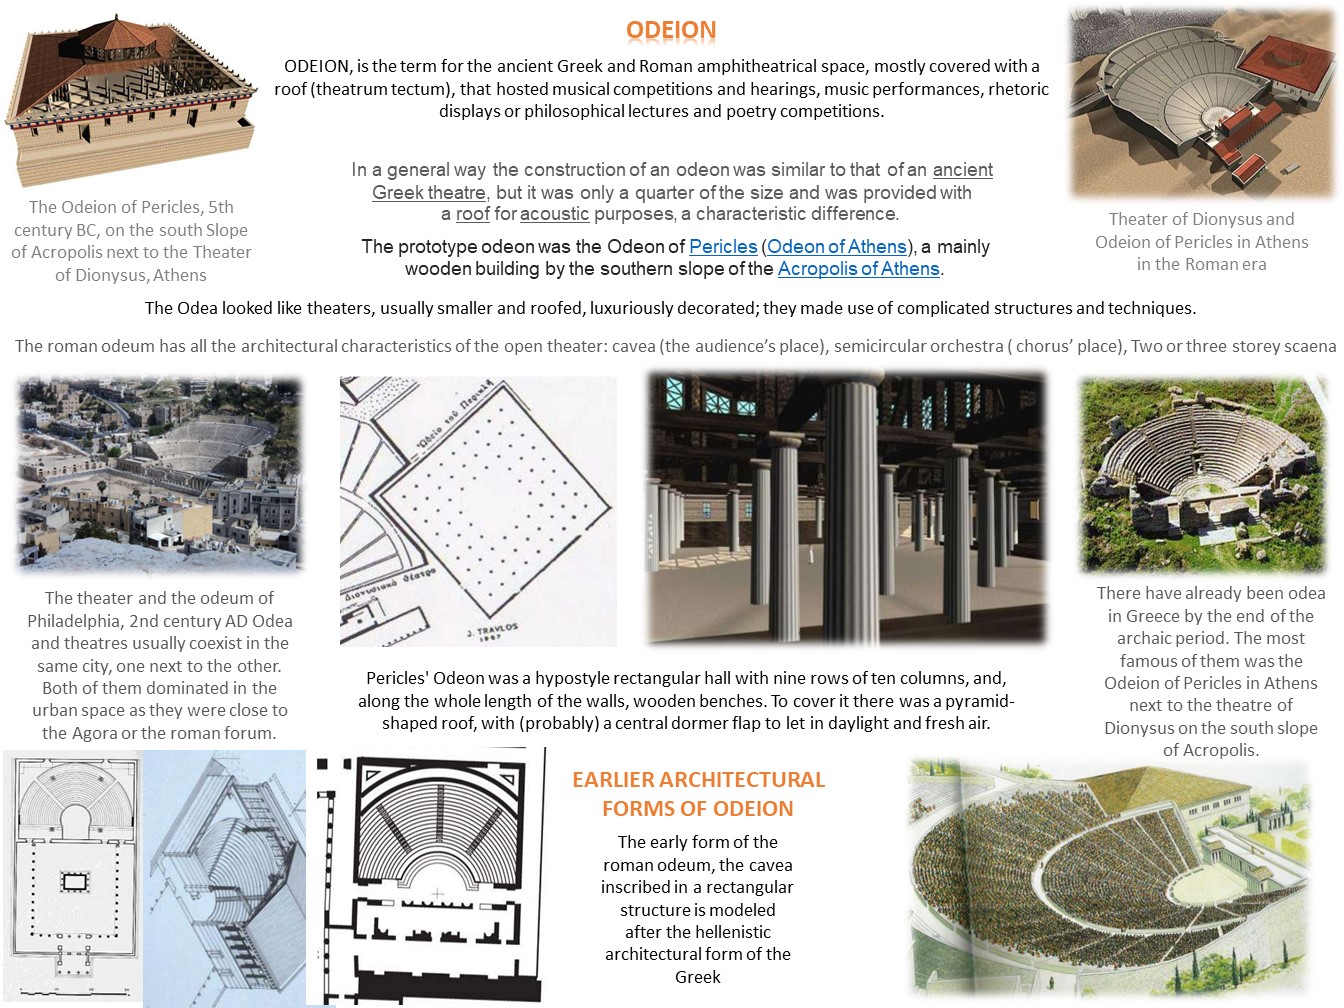 ODEION
ODEION, is the term for the ancient Greek and Roman amphitheatrical space, mostly covered with a
roof (theatrum tectum), that hosted musical competitions and hearings, music performances, rhetoric
displays or philosophical lectures and poetry competitions.
In a general way the construction of an odeon was similar to that of an ancient
Greek theatre, but it was only a quarter of the size and was provided with
a roof for acoustic purposes, a characteristic difference.
The prototype odeon was the Odeon of Pericles (Odeon of Athens), a mainly
wooden building by the southern slope of the Acropolis of Athens.
The Odeion of Pericles, 5th
century BC, on the south Slope
of Acropolis next to the Theater
of Dionysus, Athens
Theater of Dionysus and
Odeion of Pericles in Athens
in the Roman era
The Odea looked like theaters, usually smaller and roofed, luxuriously decorated; they made use of complicated structures and techniques.
The roman odeum has all the architectural characteristics of the open theater: cavea (the audience's place), semicircular orchestra ( chorus' place), Two or three storey scaena
Ὠδεῖο τοῦ Περικλῆ
Διονυσιακό θέατρο
J. TRAVLOS
1967
The theater and the odeum of
Philadelphia, 2nd century AD Odea
and theatres usually coexist in the
same city, one next to the other.
Both of them dominated in the
urban space as they were close to
the Agora or the roman forum.
Pericles' Odeon was a hypostyle rectangular hall with nine rows of ten columns, and,
along the whole length of the walls, wooden benches. To cover it there was a pyramid-
shaped roof, with (probably) a central dormer flap to let in daylight and fresh air.
There have already been odea
in Greece by the end of the
archaic period. The most
famous of them was the
Odeion of Pericles in Athens
next to the theatre of
Dionysus on the south slope
of Acropolis.
EARLIER ARCHITECTURAL
FORMS OF ODEION
The early form of the
roman odeum, the cavea
inscribed in a rectangular
structure is modeled
after the hellenistic
architectural form of the
Greek